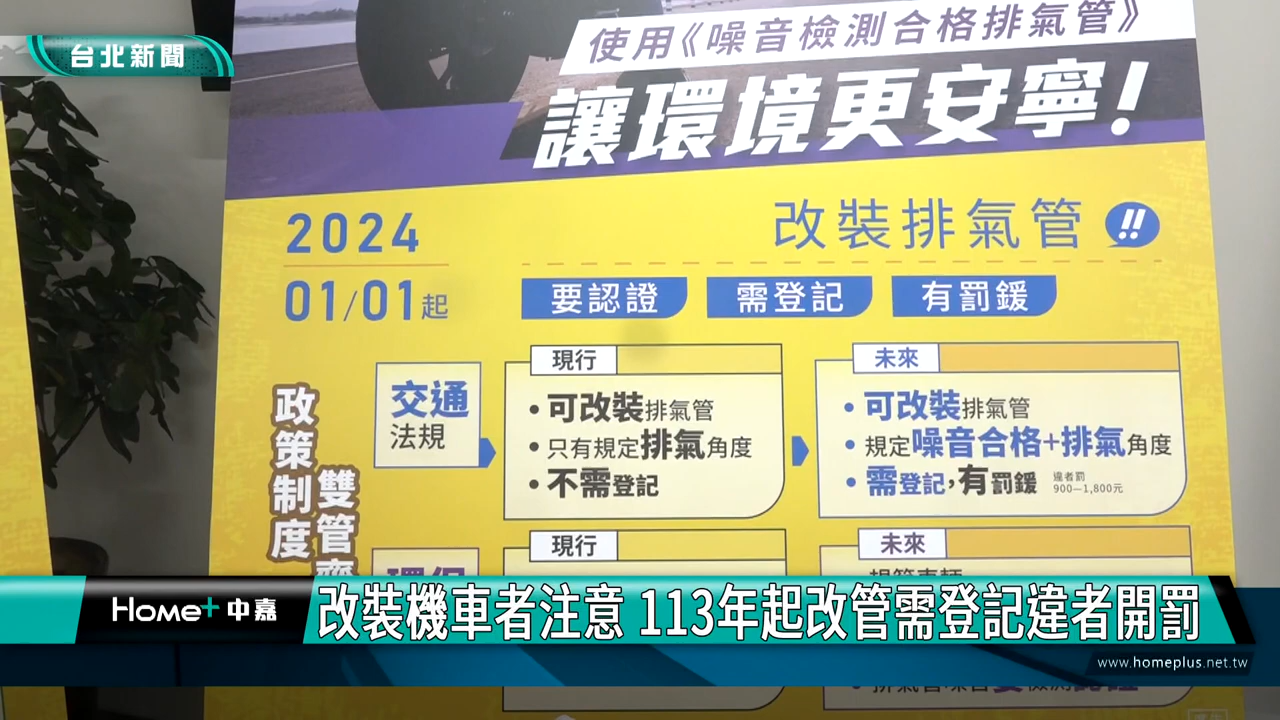 台北新聞
使用《噪音檢測合格排氣管》
讓環境更安寧!
2024
01/01起
改裝排氣管!!
要認證
需登記
有罰鍰
政策制度
雙管
交通
法規
現行
•可改裝排氣管
•只有規定排氣角度
•不需登記
未來
•可改裝排氣管
•規定噪音合格+排氣角度
•需登記,有罰鍰
違者罰
900—1,800元
現行
未來
Home+中嘉
改裝機車者注意 113年起改管需登記違者開罰
www.homeplus.net.tw